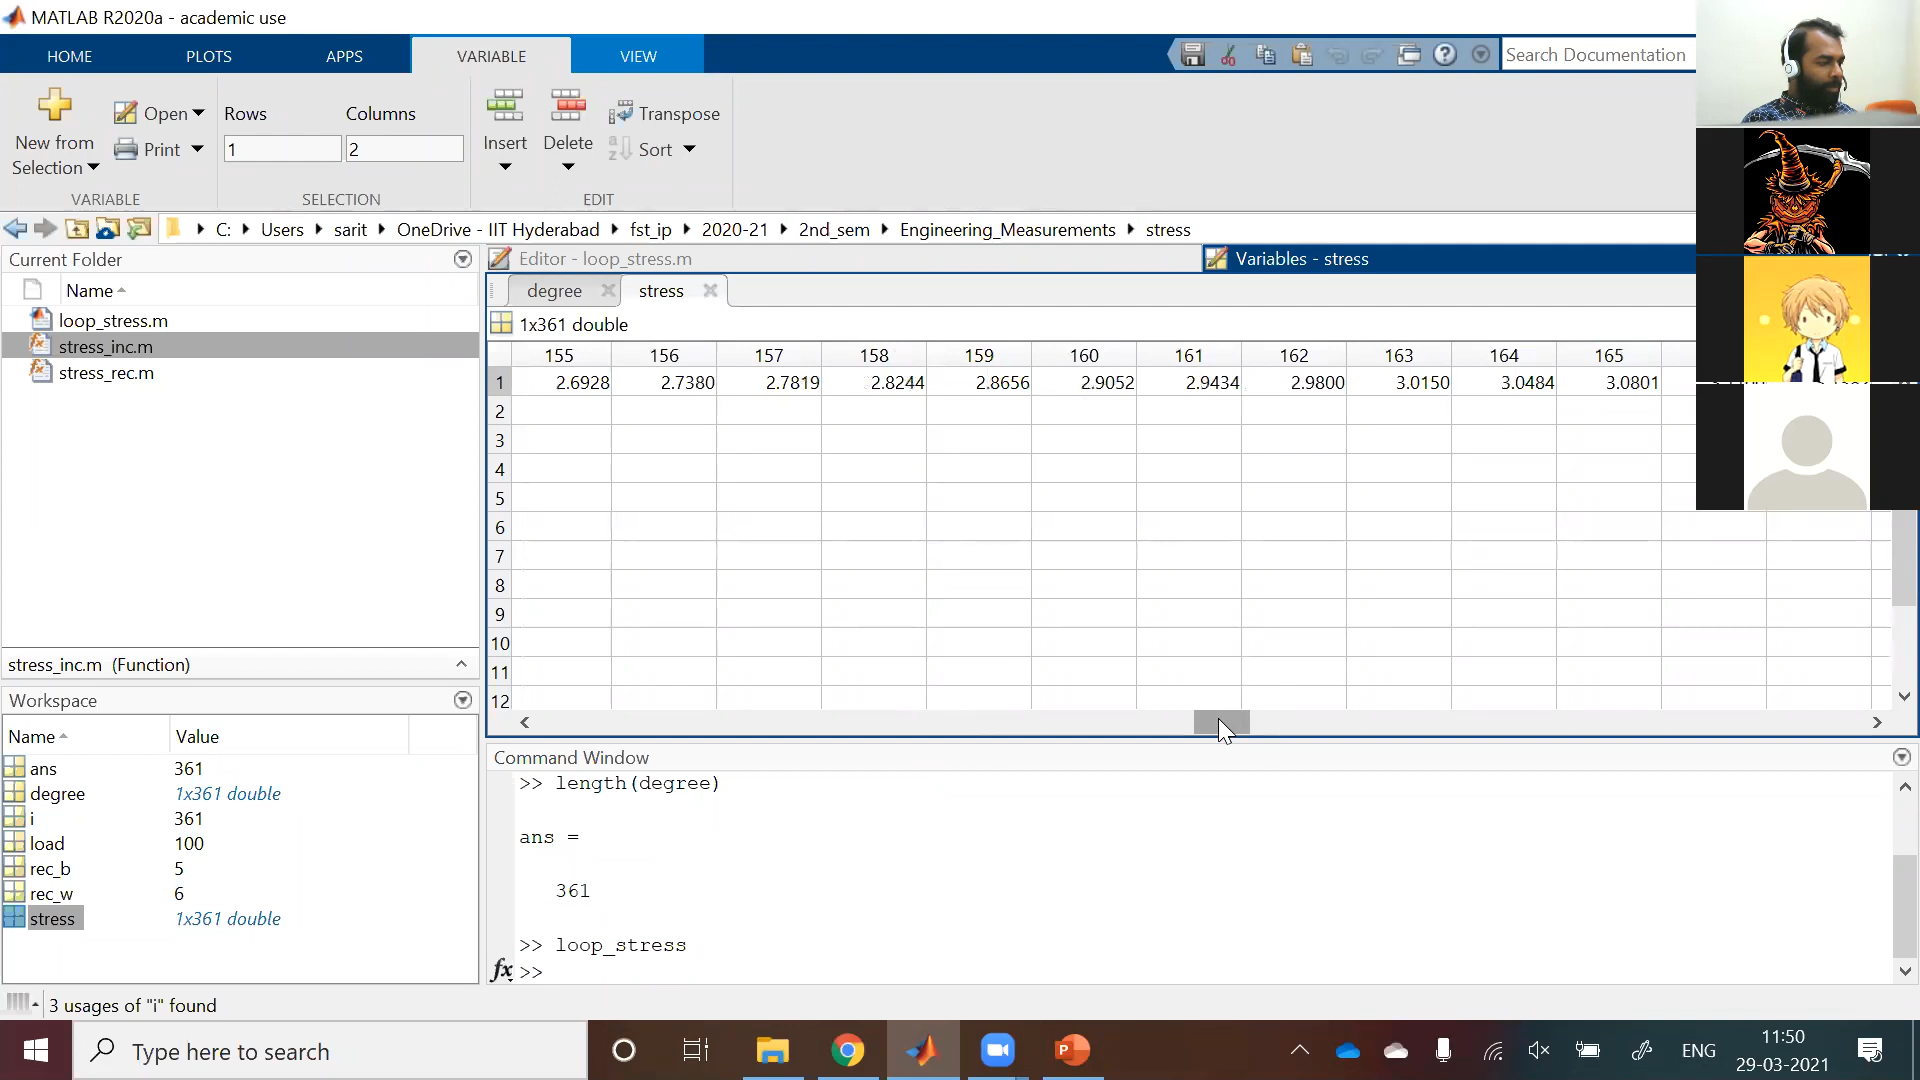 MATLAB R2020a - academic use
HOME PLOTS APPS VARIABLE VIEW
Search Documentation
New from Selection
Open
Print
Rows Columns
1 2
Insert
Delete
Transpose
Sort
VARIABLE SELECTION EDIT
C: Users sarit OneDrive - IIT Hyderabad fst_ip 2020-21 2nd_sem Engineering_Measurements stress
Current Folder
Name
loop_stress.m
stress_inc.m
stress_rec.m
stress_inc.m (Function)
Workspace
Name Value
ans 361
degree 1x361 double
i 361
load 100
rec_b 5
rec_w 6
stress 1x361 double
Editor - loop_stress.m
Variables - stress
degree stress
1x361 double
155 156 157 158 159 160 161 162 163 164 165
1 2.6928 2.7380 2.7819 2.8244 2.8656 2.9052 2.9434 2.9800 3.0150 3.0484 3.0801
2
3
4
5
6
7
8
9
10
11
12
Command Window
>> length(degree)
ans =
361
>> loop_stress
fx >>
3 usages of "i" found
Type here to search
ENG
11:50
29-03-2021